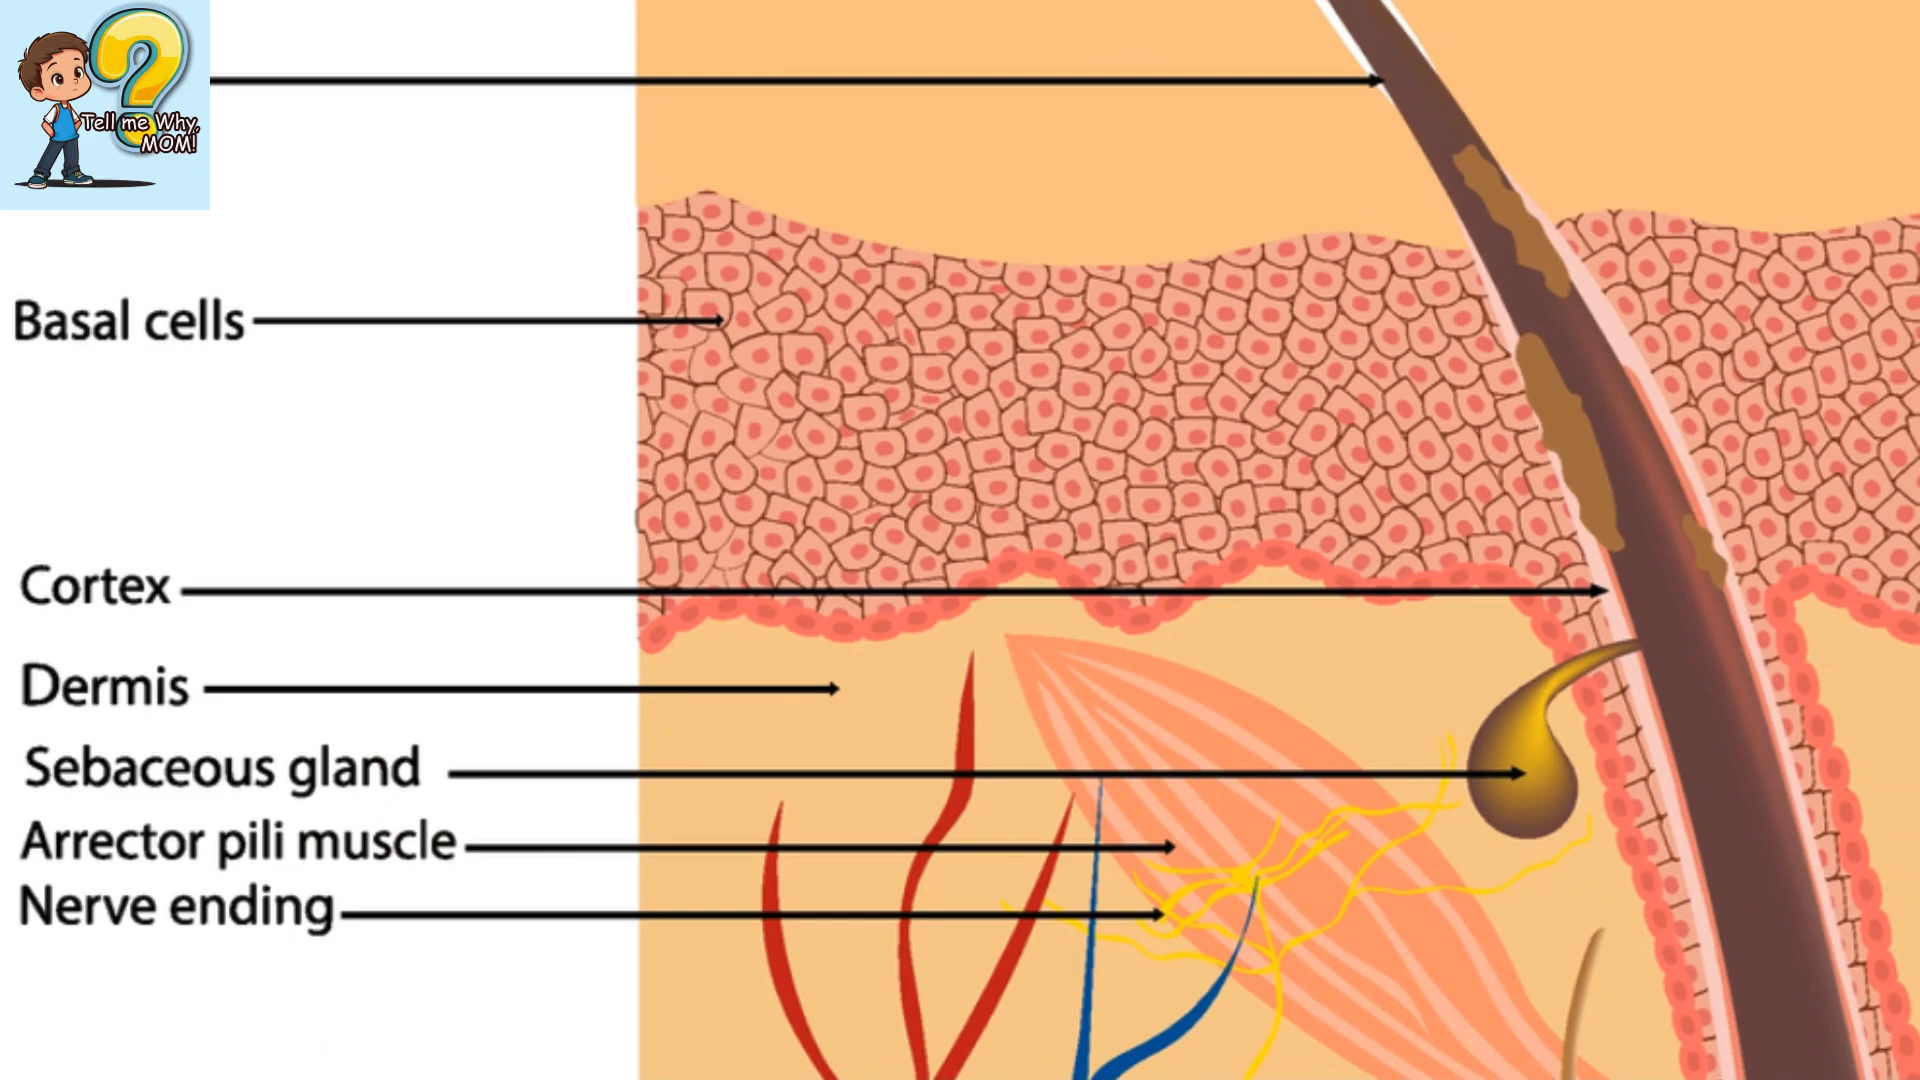 Tell me Why,
MOM!
Basal cells
Cortex
Dermis
Sebaceous gland
Arrector pili muscle
Nerve ending